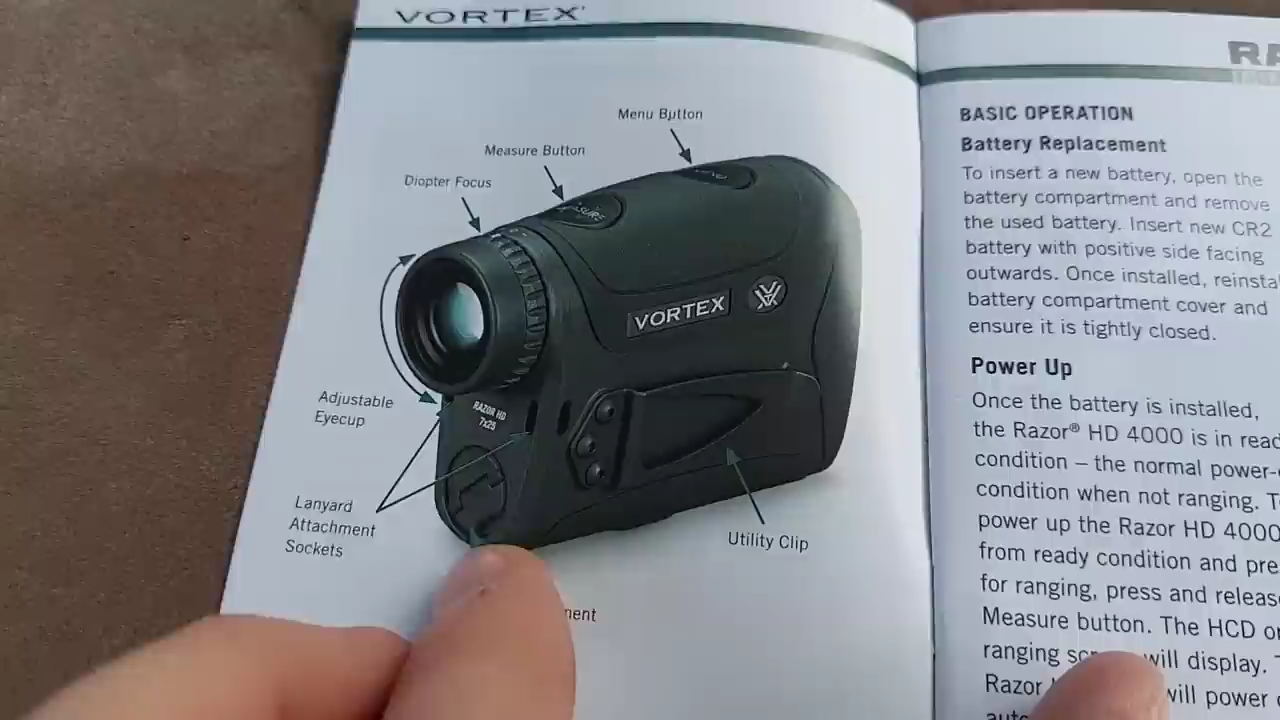 VORTEX
Menu Button
Measure Button
Diopter Focus
MENU
MEASURE
VORTEX
Adjustable
Eyecup
RAZOR HD
7x25
Lanyard
Attachment
Sockets
Utility Clip
BASIC OPERATION
Battery Replacement
To insert a new battery, open the
battery compartment and remove
the used battery. Insert new CR2
battery with positive side facing
outwards. Once installed, reinsta
battery compartment cover and
ensure it is tightly closed.
Power Up
Once the battery is installed,
the Razor® HD 4000 is in read
condition – the normal power-
condition when not ranging. T
power up the Razor HD 4000
from ready condition and pre
for ranging, press and release
Measure button. The HCD o
ranging will display.
Razor will power